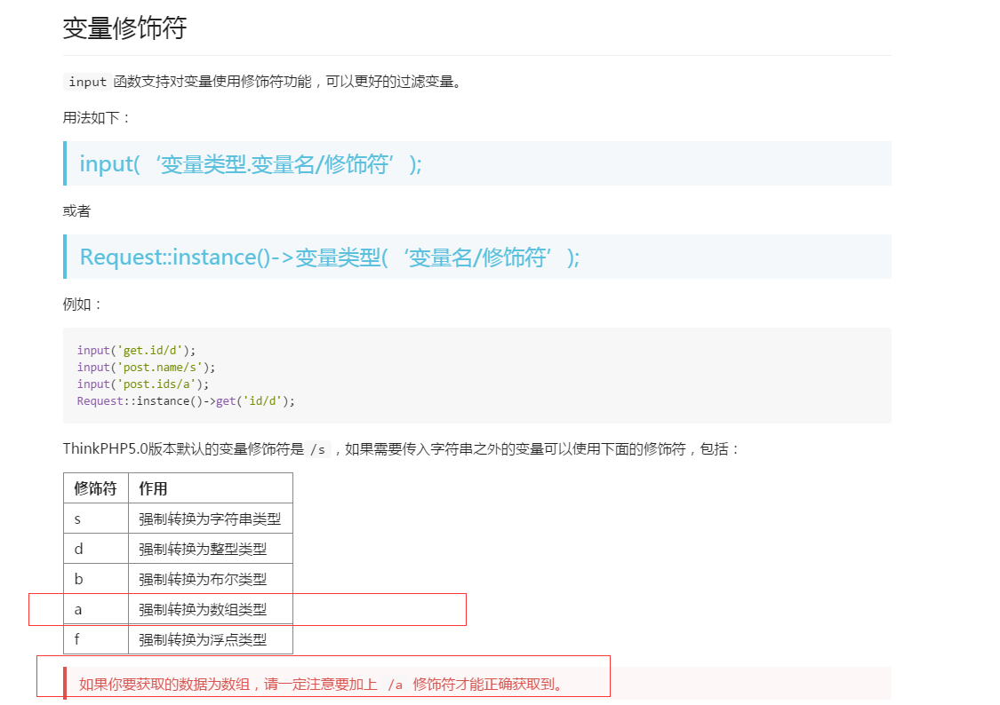 变量修饰符
input 函数支持对变量使用修饰符功能，可以更好的过滤变量。
用法如下：
input(‘变量类型.变量名/修饰符’);
或者
Request::instance()->变量类型(‘变量名/修饰符’);
例如：
input('get.id/d');
input('post.name/s');
input('post.ids/a');
Request::instance()->get('id/d');
ThinkPHP5.0版本默认的变量修饰符是 /s ，如果需要传入字符串之外的变量可以使用下面的修饰符，包括：
修饰符 作用
s 强制转换为字符串类型
d 强制转换为整型类型
b 强制转换为布尔类型
a 强制转换为数组类型
f 强制转换为浮点类型
如果你要获取的数据为数组，请一定注意要加上 /a 修饰符才能正确获取到。